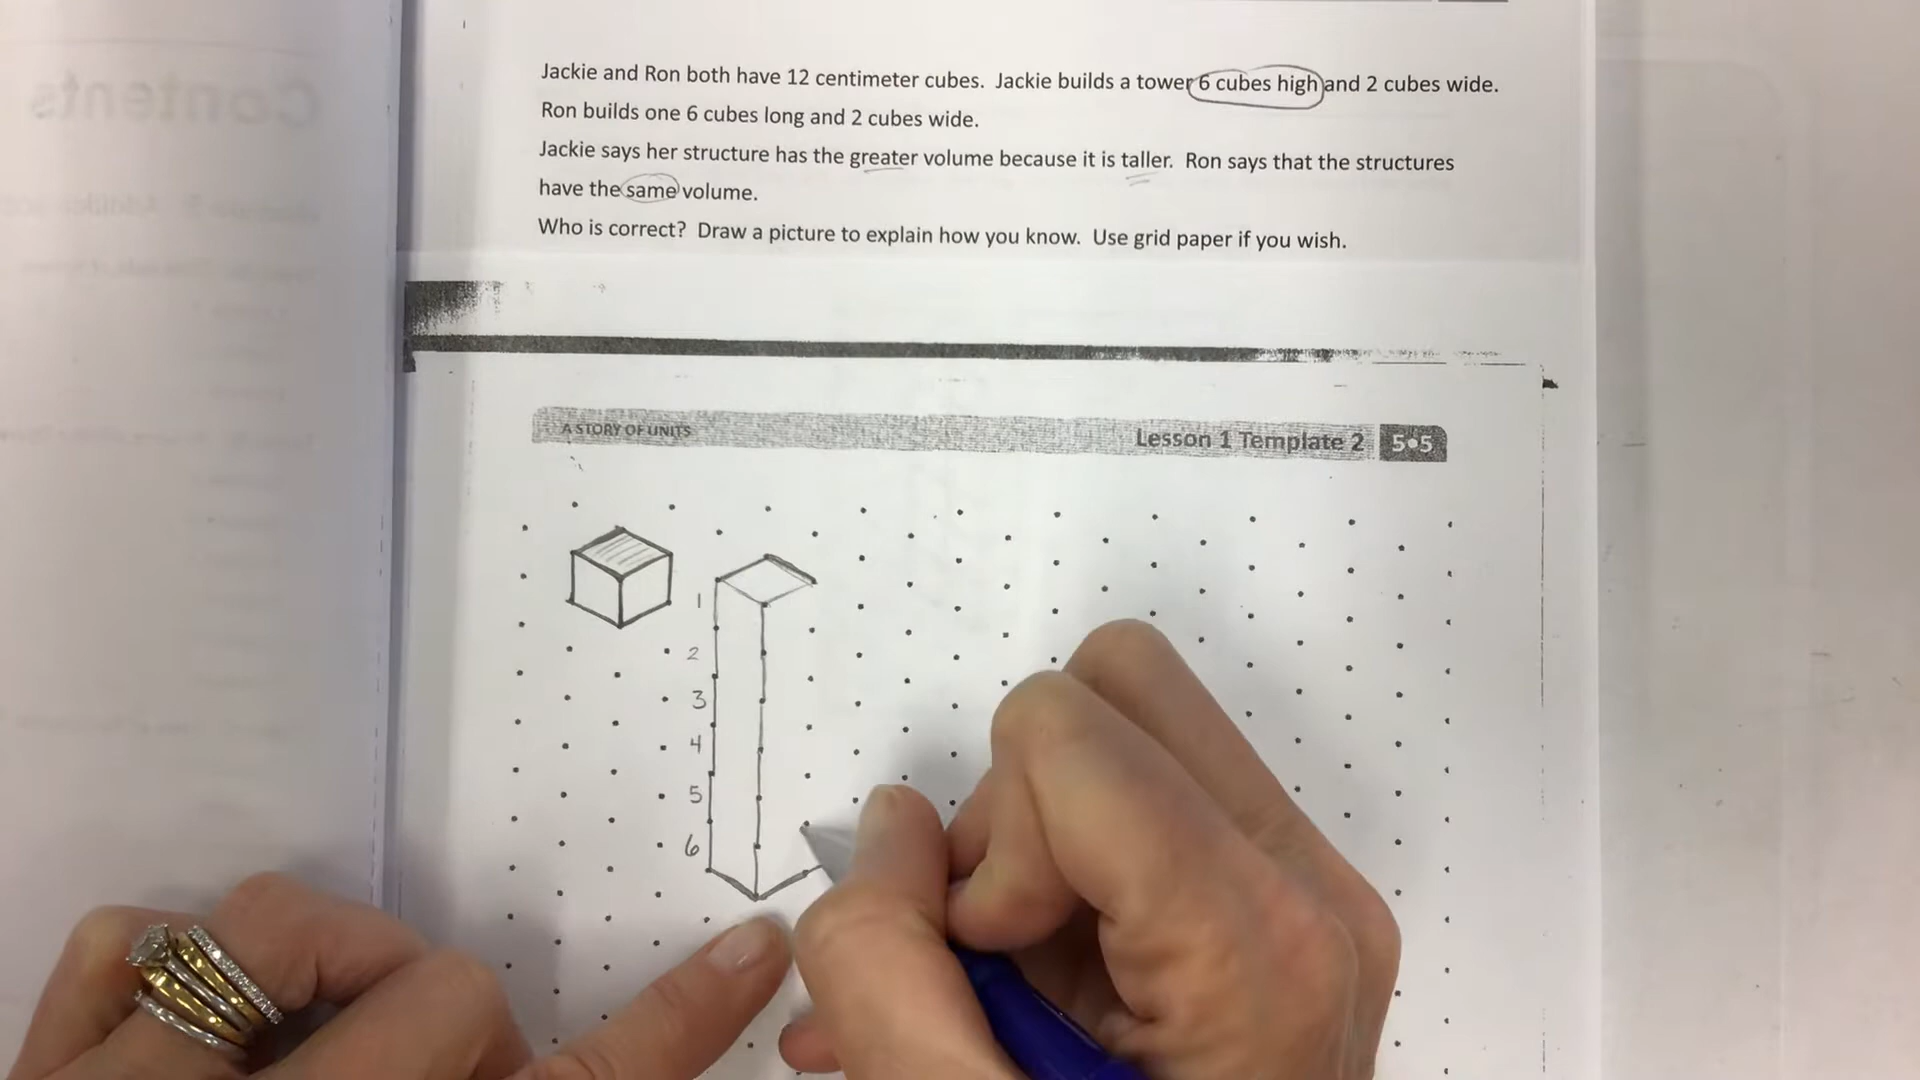 Contents
Jackie and Ron both have 12 centimeter cubes. Jackie builds a tower 6 cubes high and 2 cubes wide.
Ron builds one 6 cubes long and 2 cubes wide.
Jackie says her structure has the greater volume because it is taller. Ron says that the structures
have the same volume.
Who is correct? Draw a picture to explain how you know. Use grid paper if you wish.
A STORY OF UNITS
Lesson 1 Template 2 5•5
1
2
3
4
5
6